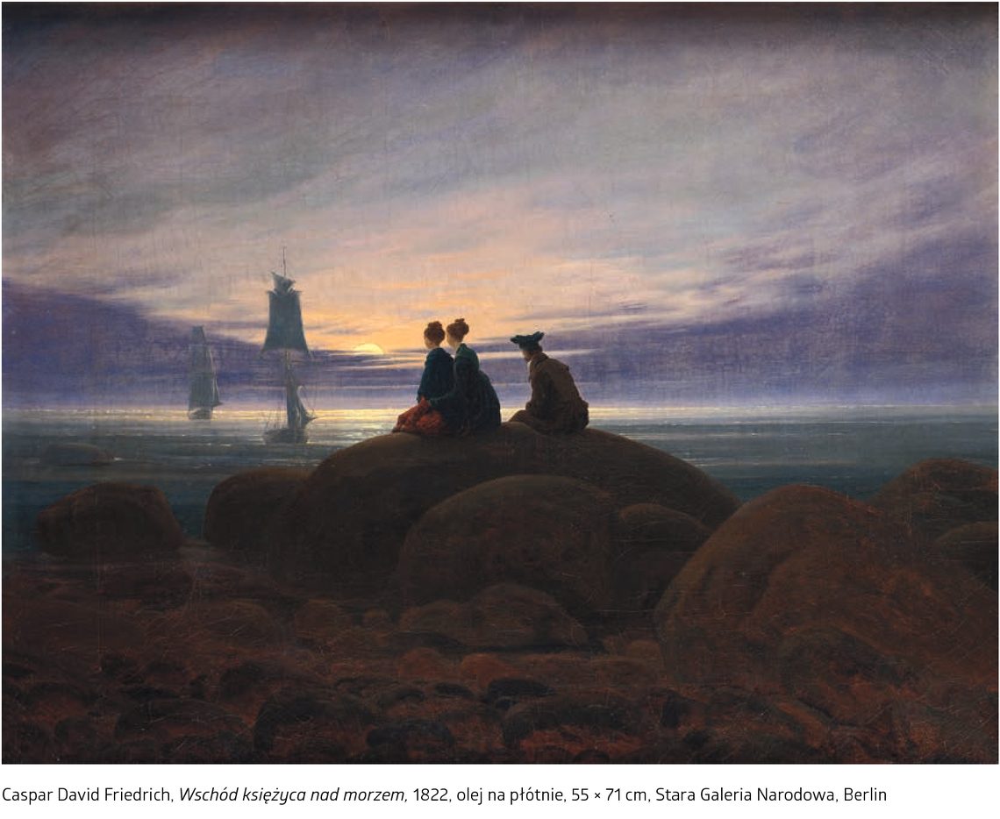 Caspar David Friedrich, Wschód księżyca nad morzem, 1822, olej na płótnie, 55 × 71 cm, Stara Galeria Narodowa, Berlin